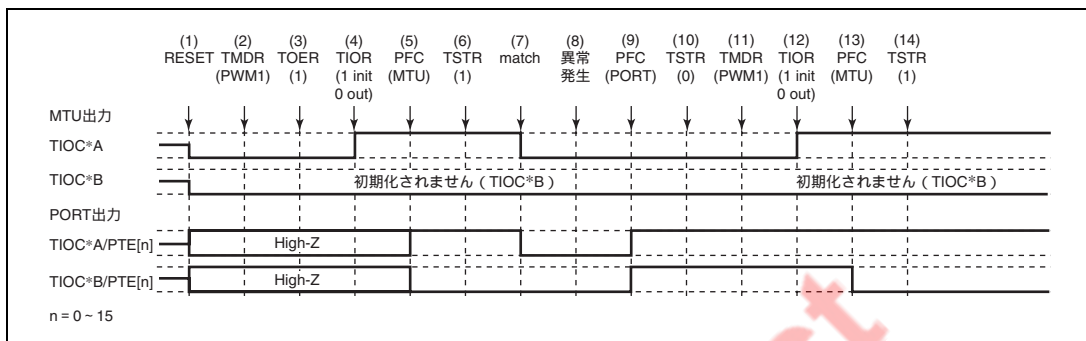 (1) (2) (3) (4) (5) (6) (7) (8) (9) (10) (11) (12) (13) (14)
RESET TMDR TOER TIOR PFC TSTR match 異常 PFC TSTR TMDR TIOR PFC TSTR
(PWM1) (1) (1 init (MTU) (1) 発生 (PORT) (0) (PWM1) (1 init (MTU) (1)
0 out) 0 out)
MTU出力
TIOC*A
TIOC*B 初期化されません(TIOC*B) 初期化されません(TIOC*B)
PORT出力
TIOC*A/PTE[n] High-Z
TIOC*B/PTE[n] High-Z
n = 0 ~ 15